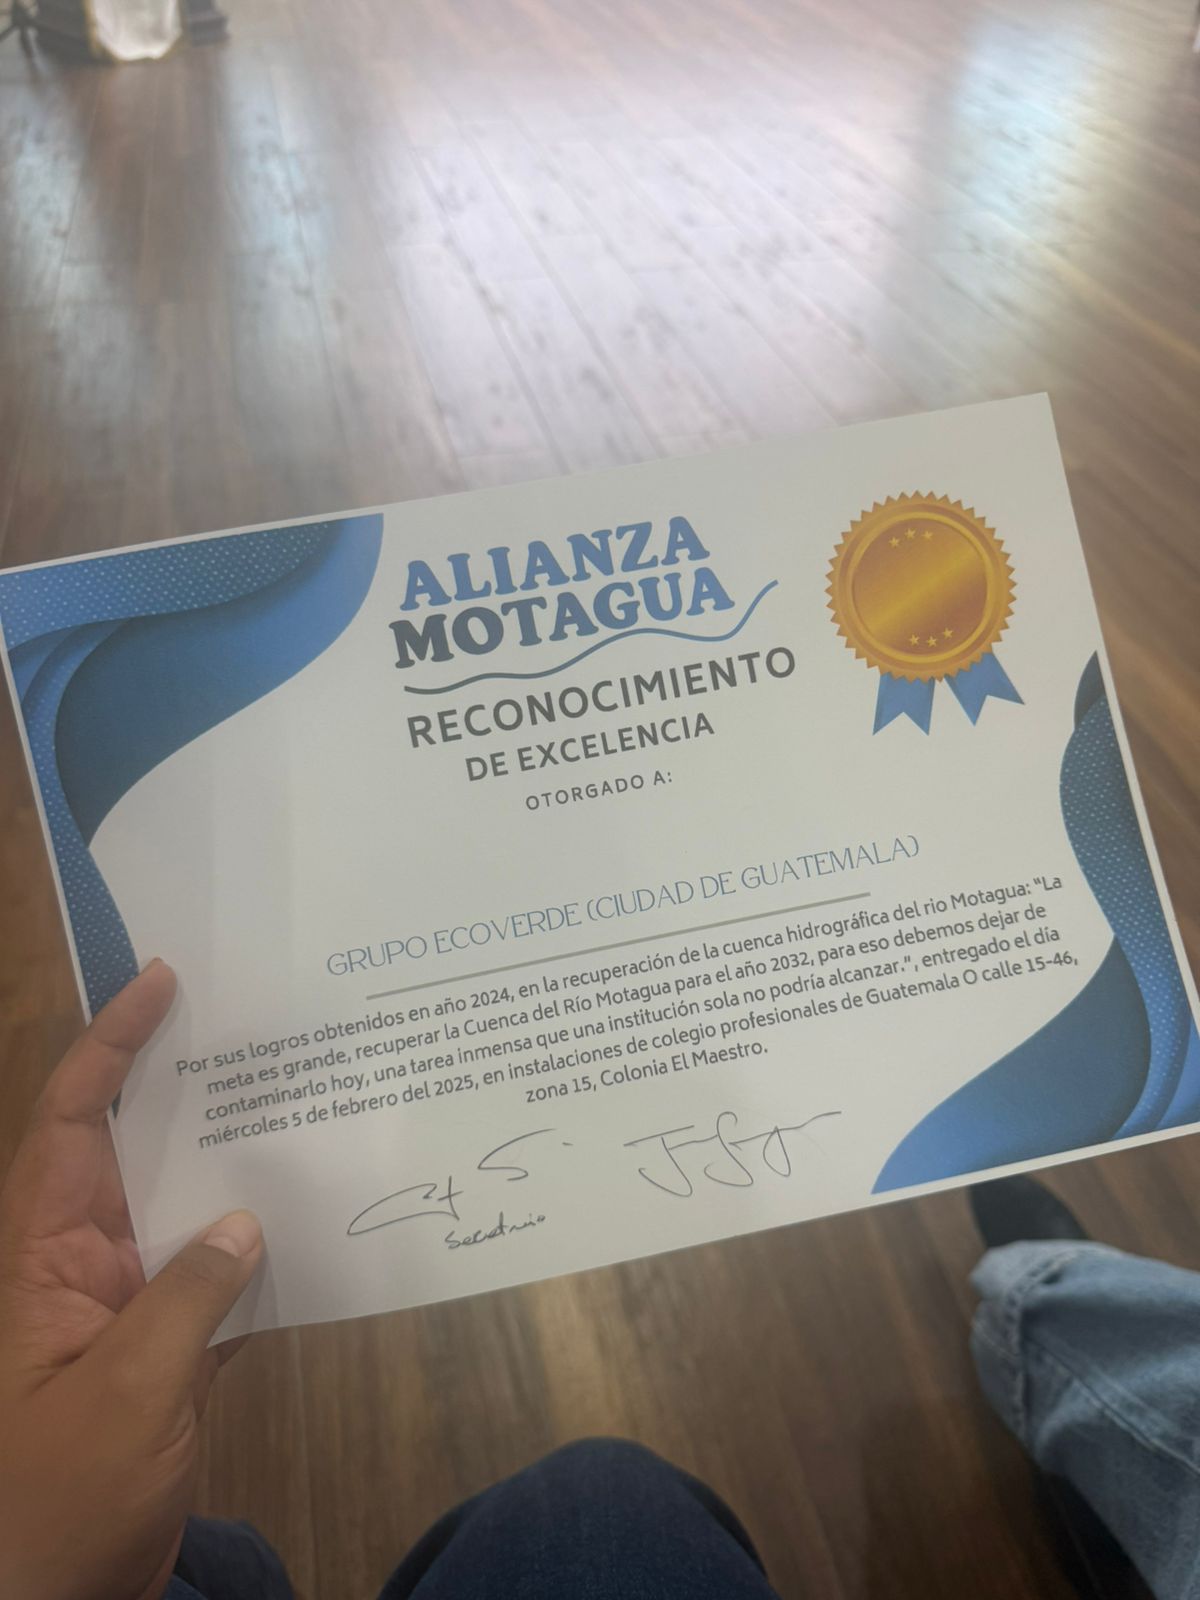 ALIANZA
MOTAGUA
RECONOCIMIENTO
DE EXCELENCIA
OTORGADO A:
GRUPO ECOVERDE (CIUDAD DE GUATEMALA)
Por sus logros obtenidos en año 2024, en la recuperación de la cuenca hidrográfica del rio Motagua: "La
meta es grande, recuperar la Cuenca del Río Motagua para el año 2032, para eso debemos dejar de
contaminarlo hoy, una tarea inmensa que una institución sola no podría alcanzar.", entregado el día
miércoles 5 de febrero del 2025, en instalaciones de colegio profesionales de Guatemala O calle 15-46,
zona 15, Colonia El Maestro.
Secretario